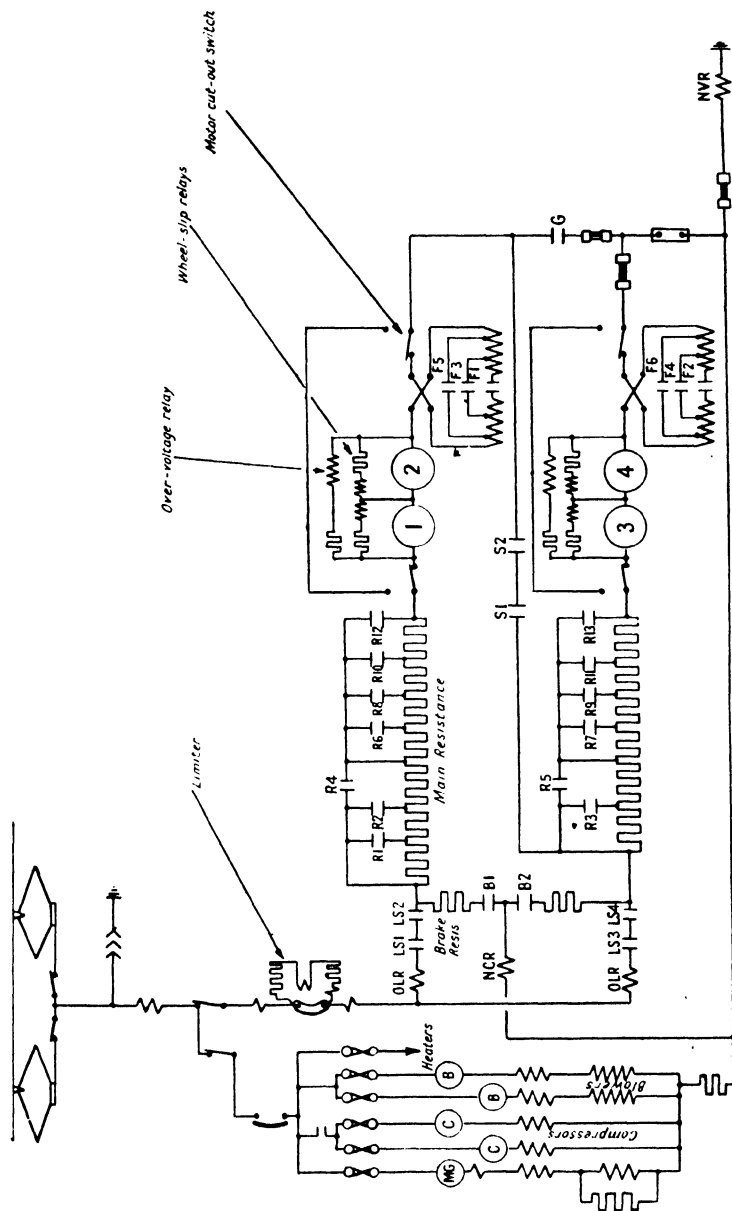 Motor cut-out switch
Wheel-slip relays
Over-voltage relay
Limiter
NVR
G
F5
F3
F1
2
1
R12
R10
R8
R6
R4
R2
R1
Main Resistance
LS2
LS1
OLR
F6
F4
F2
4
3
S2
S1
R13
R11
R9
R7
R5
R3
B1
B2
Brake
Resis
NCR
LS4
LS3
OLR
Heaters
B
B
Blowers
C
C
Compressors
MG